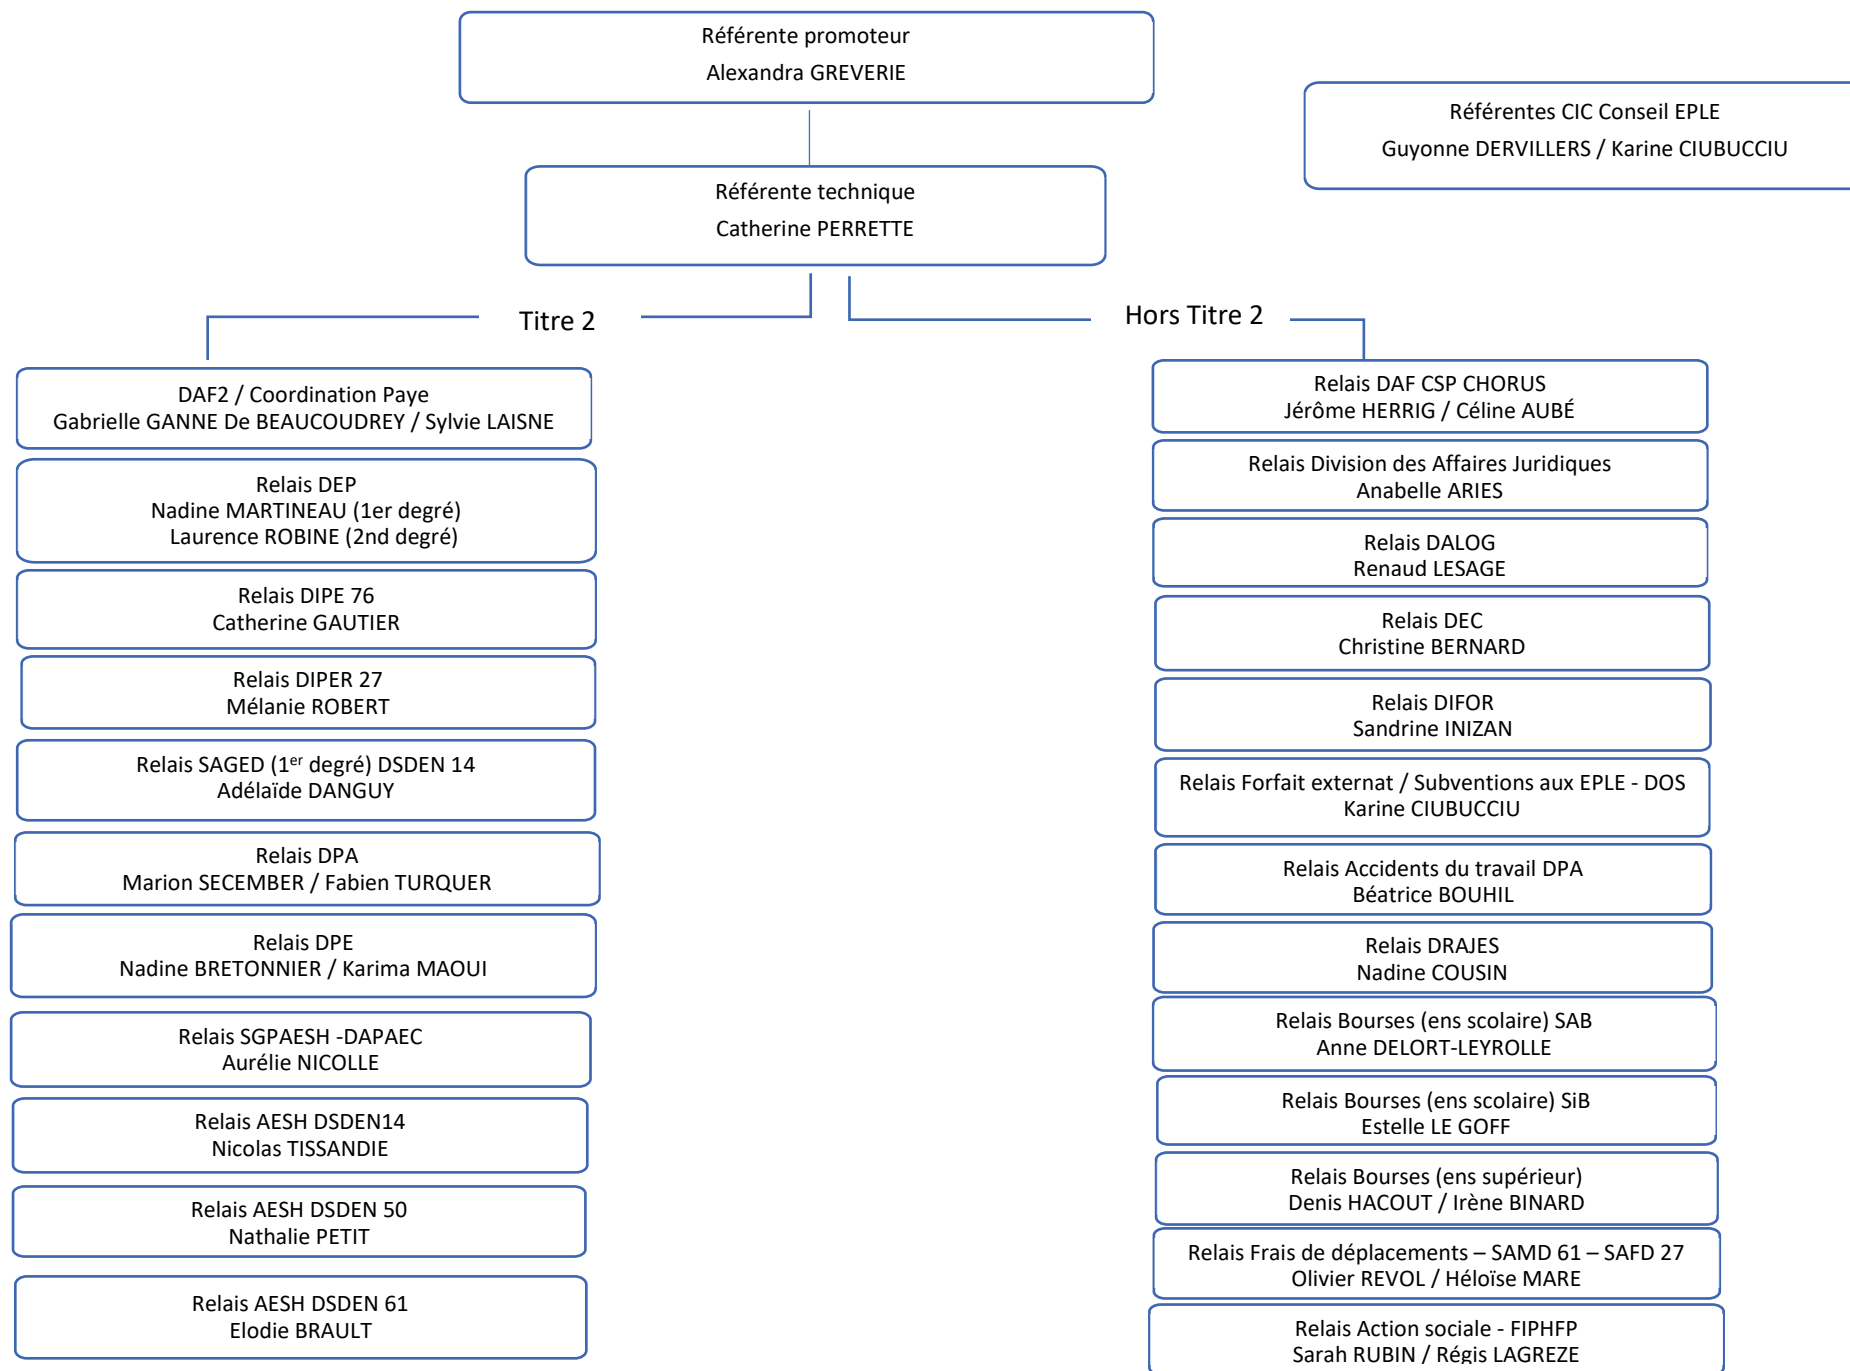 Référente promoteur
Alexandra GREVERIE
Référentes CIC Conseil EPLE
Guyonne DERVILLERS / Karine CIUBUCCIU
Référente technique
Catherine PERRETTE
Titre 2
Hors Titre 2
DAF2 / Coordination Paye
Gabrielle GANNE De BEAUCOUDREY / Sylvie LAISNE
Relais DEP
Nadine MARTINEAU (1er degré)
Laurence ROBINE (2nd degré)
Relais DIPE 76
Catherine GAUTIER
Relais DIPER 27
Mélanie ROBERT
Relais SAGED (1er degré) DSDEN 14
Adélaïde DANGUY
Relais DPA
Marion SECEMBER / Fabien TURQUER
Relais DPE
Nadine BRETONNIER / Karima MAOUI
Relais SGPAESH -DAPAEC
Aurélie NICOLLE
Relais AESH DSDEN14
Nicolas TISSANDIE
Relais AESH DSDEN 50
Nathalie PETIT
Relais AESH DSDEN 61
Elodie BRAULT
Relais DAF CSP CHORUS
Jérôme HERRIG / Céline AUBÉ
Relais Division des Affaires Juridiques
Anabelle ARIES
Relais DALOG
Renaud LESAGE
Relais DEC
Christine BERNARD
Relais DIFOR
Sandrine INIZAN
Relais Forfait externat / Subventions aux EPLE - DOS
Karine CIUBUCCIU
Relais Accidents du travail DPA
Béatrice BOUHIL
Relais DRAJES
Nadine COUSIN
Relais Bourses (ens scolaire) SAB
Anne DELORT-LEYROLLE
Relais Bourses (ens scolaire) SiB
Estelle LE GOFF
Relais Bourses (ens supérieur)
Denis HACOUT / Irène BINARD
Relais Frais de déplacements – SAMD 61 – SAFD 27
Olivier REVOL / Héloïse MARE
Relais Action sociale - FIPHFP
Sarah RUBIN / Régis LAGREZE